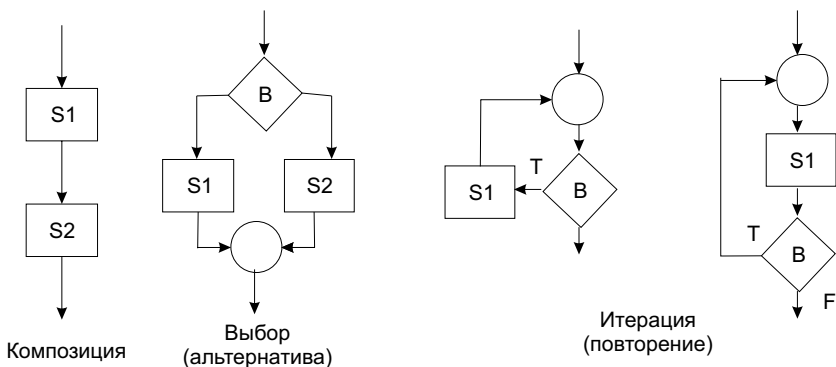 S1
S2
Композиция
B
S1
S2
Выбор
(альтернатива)
T
S1
B
S1
T
B
F
Итерация
(повторение)